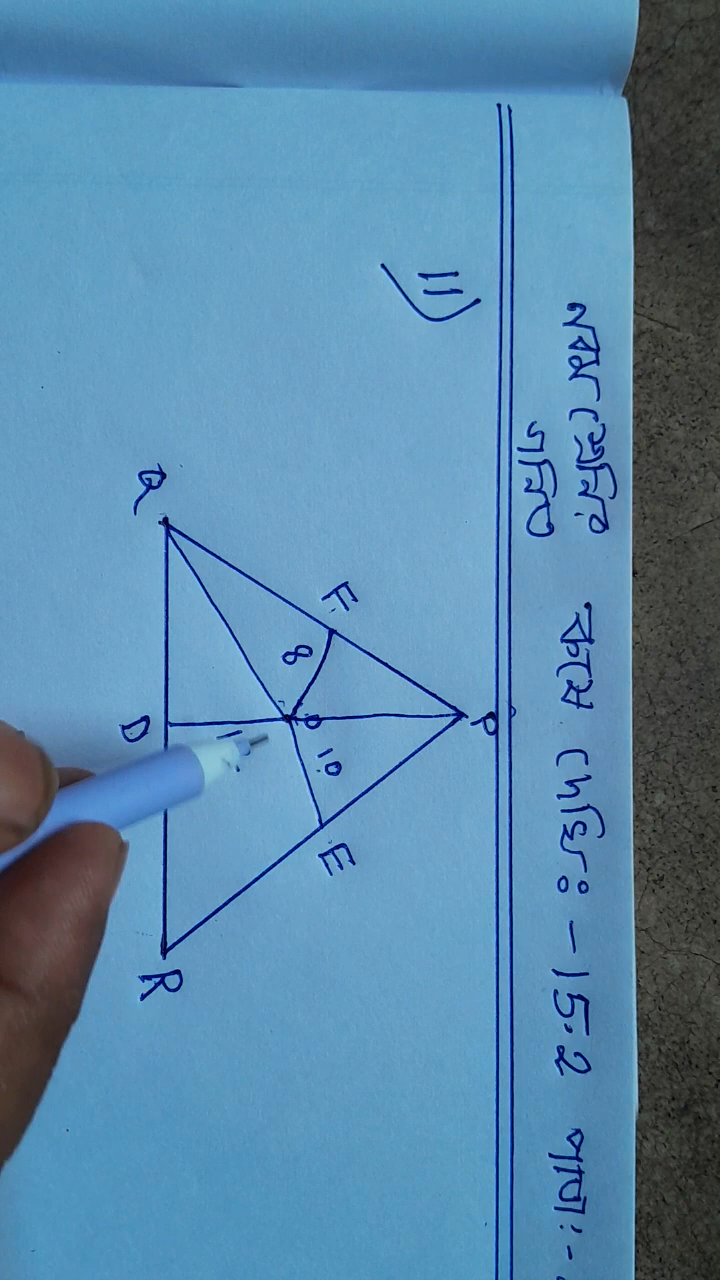 নবম শ্রেণির কষে দেখি:- 15.2 পাতা:-
গণিত
11)
P
F
E
8
10
O
Q
D
R